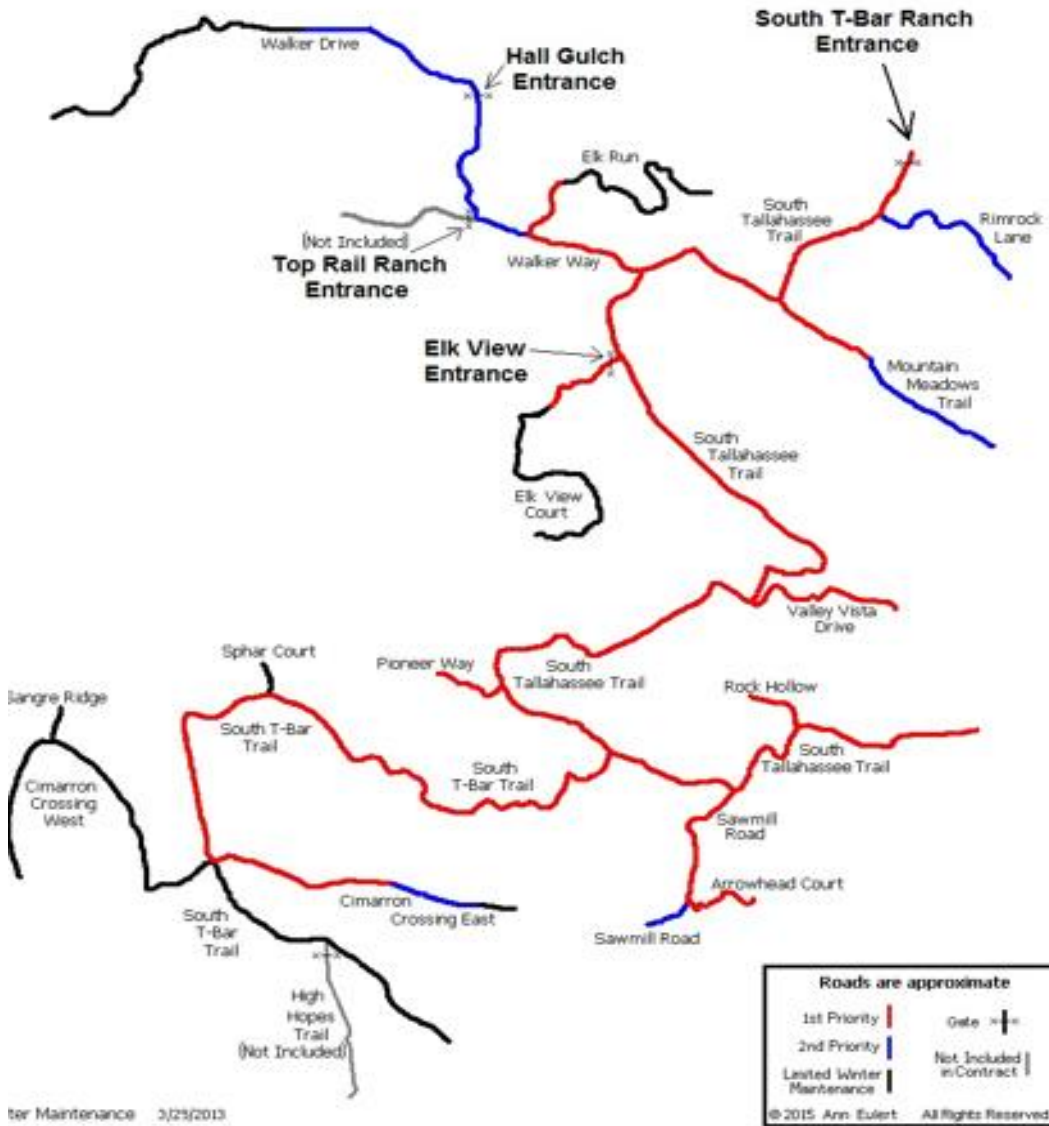 South T-Bar Ranch
Entrance
Walker Drive
Hall Gulch
Entrance
Elk Run
South
Tallahassee
Trail
Rimrock
Lane
(Not Included)
Walker Way
Top Rail Ranch
Entrance
Elk View
Entrance
Mountain
Meadows
Trail
South
Tallahassee
Trail
Elk View
Court
Valley Vista
Drive
Sphar Court
Pioneer Way
South
Tallahassee Trail
Rock Hollow
Sangre Ridge
South T-Bar
Trail
South
T-Bar Trail
South
Tallahassee Trail
Cimarron
Crossing
West
Sawmill
Road
Arrowhead Court
Cimarron
Crossing East
South
T-Bar
Trail
Sawmill Road
High
Hopes
Trail
(Not Included)
Roads are approximate
1st Priority
Gate
2nd Priority
Not Included
in Contract
Limited Winter
Maintenance
ter Maintenance 3/25/2013
© 2015 Ann Eulert All Rights Reserved